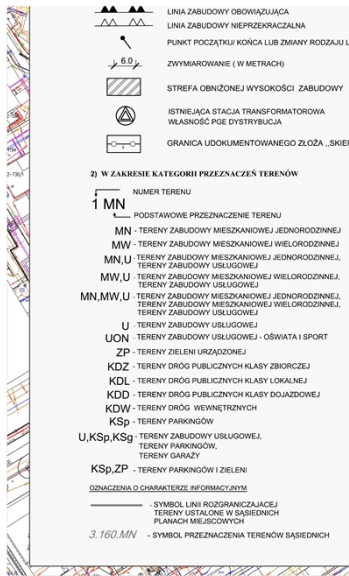 LINIA ZABUDOWY OBOWIĄZUJĄCA
LINIA ZABUDOWY NIEPRZEKRACZALNA
PUNKT POCZĄTKU/ KOŃCA LUB ZMIANY RODZAJU L
6.0 ZWYMIAROWANIE ( W METRACH)
STREFA OBNIŻONEJ WYSOKOŚCI ZABUDOWY
ISTNIEJĄCA STACJA TRANSFORMATOROWA
WŁASNOŚĆ PGE DYSTRYBUCJA
GRANICA UDOKUMENTOWANEGO ZŁOŻA ,,SKIE
2) W ZAKRESIE KATEGORII PRZEZNACZEŃ TERENÓW
NUMER TERENU
1 MN
PODSTAWOWE PRZEZNACZENIE TERENU
MN - TERENY ZABUDOWY MIESZKANIOWEJ JEDNORODZINNEJ
MW - TERENY ZABUDOWY MIESZKANIOWEJ WIELORODZINNEJ
MN,U - TERENY ZABUDOWY MIESZKANIOWEJ JEDNORODZINNEJ,
TERENY ZABUDOWY USŁUGOWEJ
MW,U - TERENY ZABUDOWY MIESZKANIOWEJ WIELORODZINNEJ,
TERENY ZABUDOWY USŁUGOWEJ
MN,MW,U - TERENY ZABUDOWY MIESZKANIOWEJ JEDNORODZINNEJ,
TERENY ZABUDOWY MIESZKANIOWEJ WIELORODZINNEJ,
TERENY ZABUDOWY USŁUGOWEJ
U - TERENY ZABUDOWY USŁUGOWEJ
UON - TERENY ZABUDOWY USŁUGOWEJ - OŚWIATA I SPORT
ZP - TERENY ZIELENI URZĄDZONEJ
KDZ - TERENY DRÓG PUBLICZNYCH KLASY ZBIORCZEJ
KDL - TERENY DRÓG PUBLICZNYCH KLASY LOKALNEJ
KDD - TERENY DRÓG PUBLICZNYCH KLASY DOJAZDOWEJ
KDW - TERENY DRÓG WEWNĘTRZNYCH
KSp - TERENY PARKINGÓW
U,KSp,KSg - TERENY ZABUDOWY USŁUGOWEJ,
TERENY PARKINGÓW,
TERENY GARAŻY
KSp,ZP - TERENY PARKINGÓW I ZIELENI
OZNACZENIA O CHARAKTERZE INFORMACYJNYM
- SYMBOL LINII ROZGRANICZAJACEJ
TERENY USTALONE W SĄSIEDNICH
PLANACH MIEJSCOWYCH
3.160.MN - SYMBOL PRZEZNACZENIA TERENÓW SĄSIEDNICH